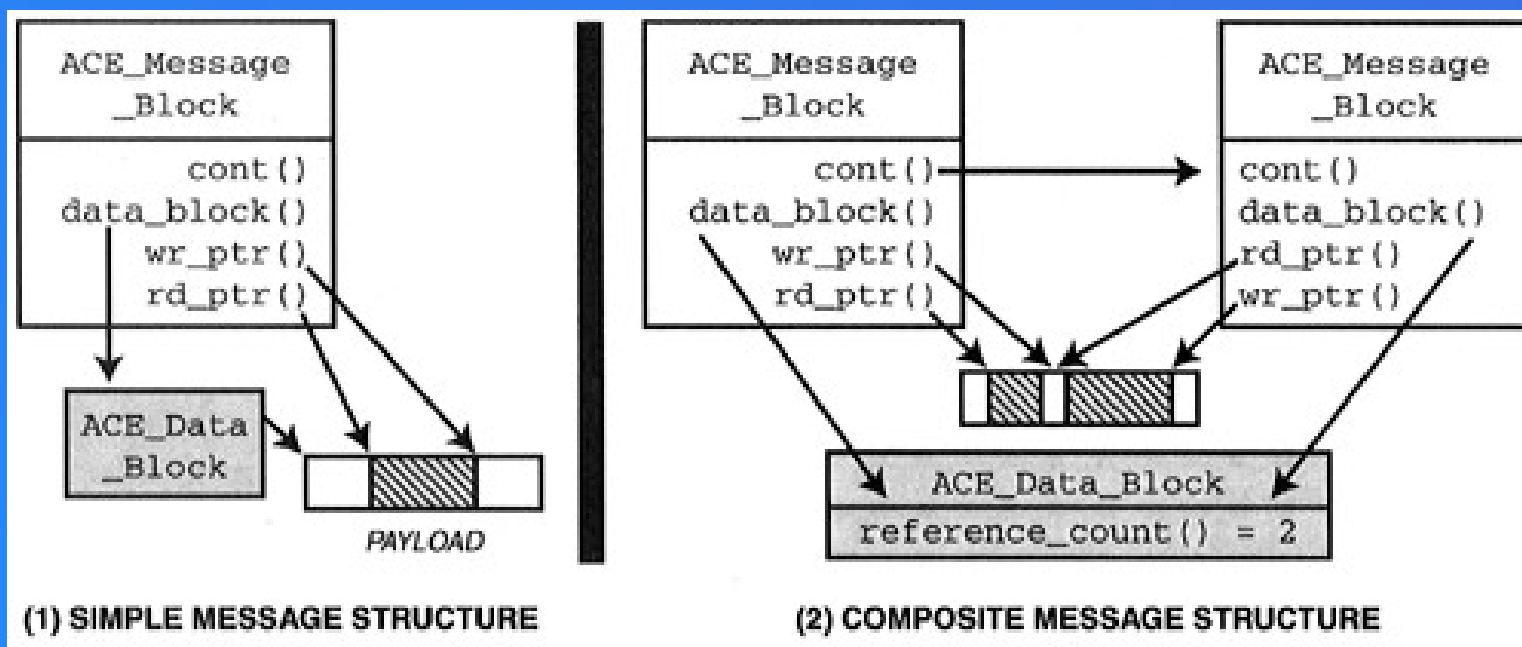 ACE_Message
_Block
cont()
data_block()
wr_ptr()
rd_ptr()
ACE_Data
_Block
PAYLOAD
(1) SIMPLE MESSAGE STRUCTURE
ACE_Message
_Block
cont()
data_block()
wr_ptr()
rd_ptr()
ACE_Message
_Block
cont()
data_block()
rd_ptr()
wr_ptr()
ACE_Data_Block
reference_count() = 2
(2) COMPOSITE MESSAGE STRUCTURE